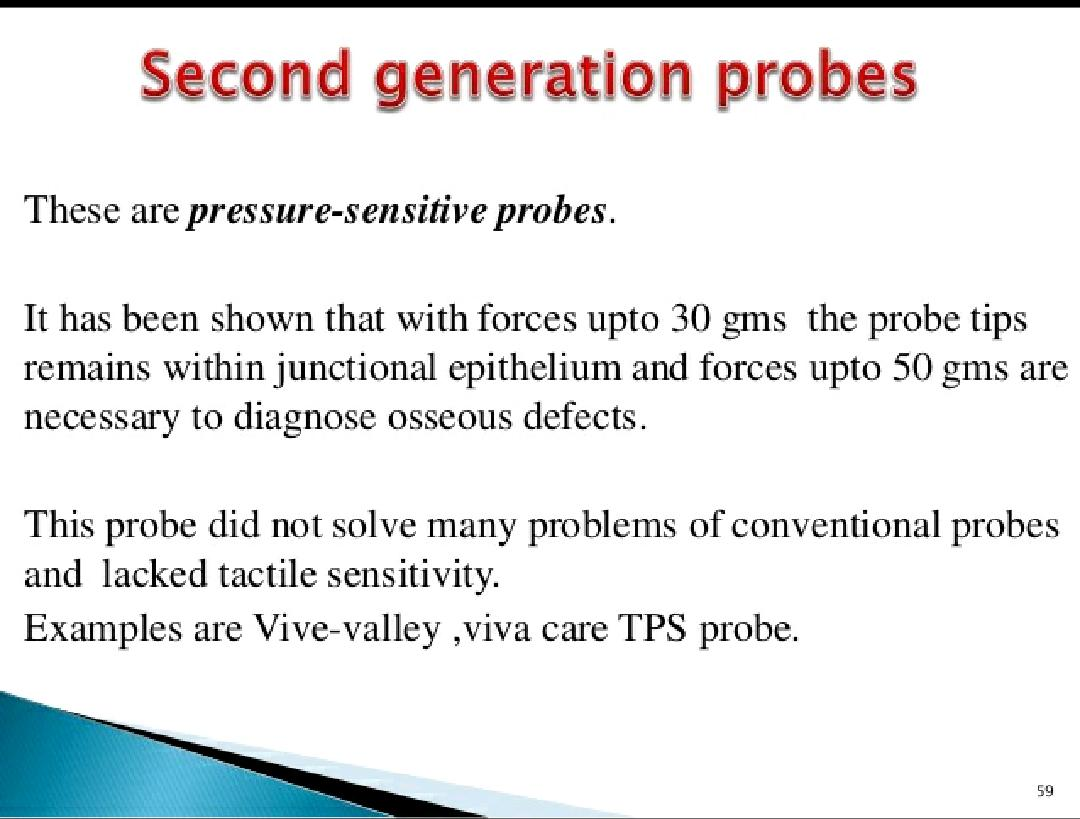 Second generation probes
These are pressure-sensitive probes.
It has been shown that with forces upto 30 gms the probe tips
remains within junctional epithelium and forces upto 50 gms are
necessary to diagnose osseous defects.
This probe did not solve many problems of conventional probes
and lacked tactile sensitivity.
Examples are Vive-valley ,viva care TPS probe.
59